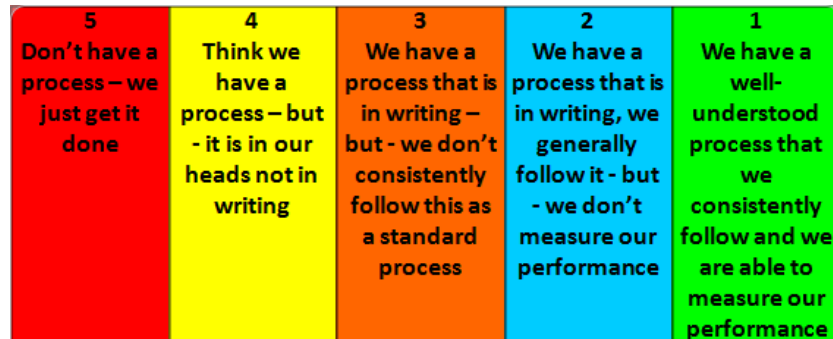 5
Don't have a
process – we
just get it
done
4
Think we
have a
process – but
- it is in our
heads not in
writing
3
We have a
process that is
in writing –
but - we don't
consistently
follow this as
a standard
process
2
We have a
process that is
in writing, we
generally
follow it - but
- we don't
measure our
performance
1
We have a
well-
understood
process that
we
consistently
follow and we
are able to
measure our
performance